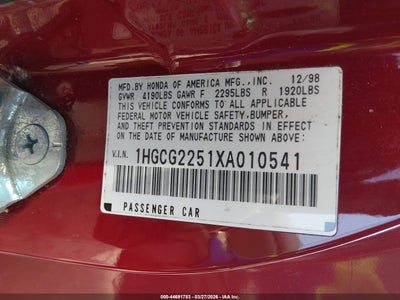 MFD.BY HONDA OF AMERICA MFG.,INC. 12/98
GVWR 4190LBS GAWR F 2295LBS R 1920LBS
THIS VEHICLE CONFORMS TO ALL APPLICABLE
FEDERAL MOTOR VEHICLE SAFETY,BUMPER,
AND THEFT PREVENTION STANDARDS IN EFFECT
ON THE DATE OF MANUFACTURE SHOWN ABOVE:
V.I.N. 1HGCG2251XA010541
PASSENGER CAR
000-44691783 • 03/27/2026 • IAA Copart